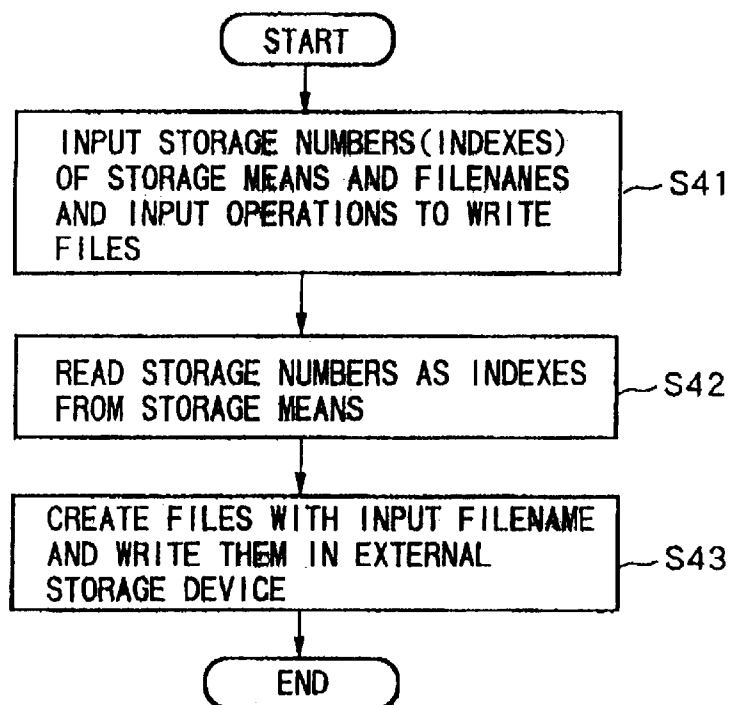 START
INPUT STORAGE NUMBERS(INDEXES)
OF STORAGE MEANS AND FILENAMES
AND INPUT OPERATIONS TO WRITE
FILES
S41
READ STORAGE NUMBERS AS INDEXES
FROM STORAGE MEANS
S42
CREATE FILES WITH INPUT FILENAME
AND WRITE THEM IN EXTERNAL
STORAGE DEVICE
S43
END